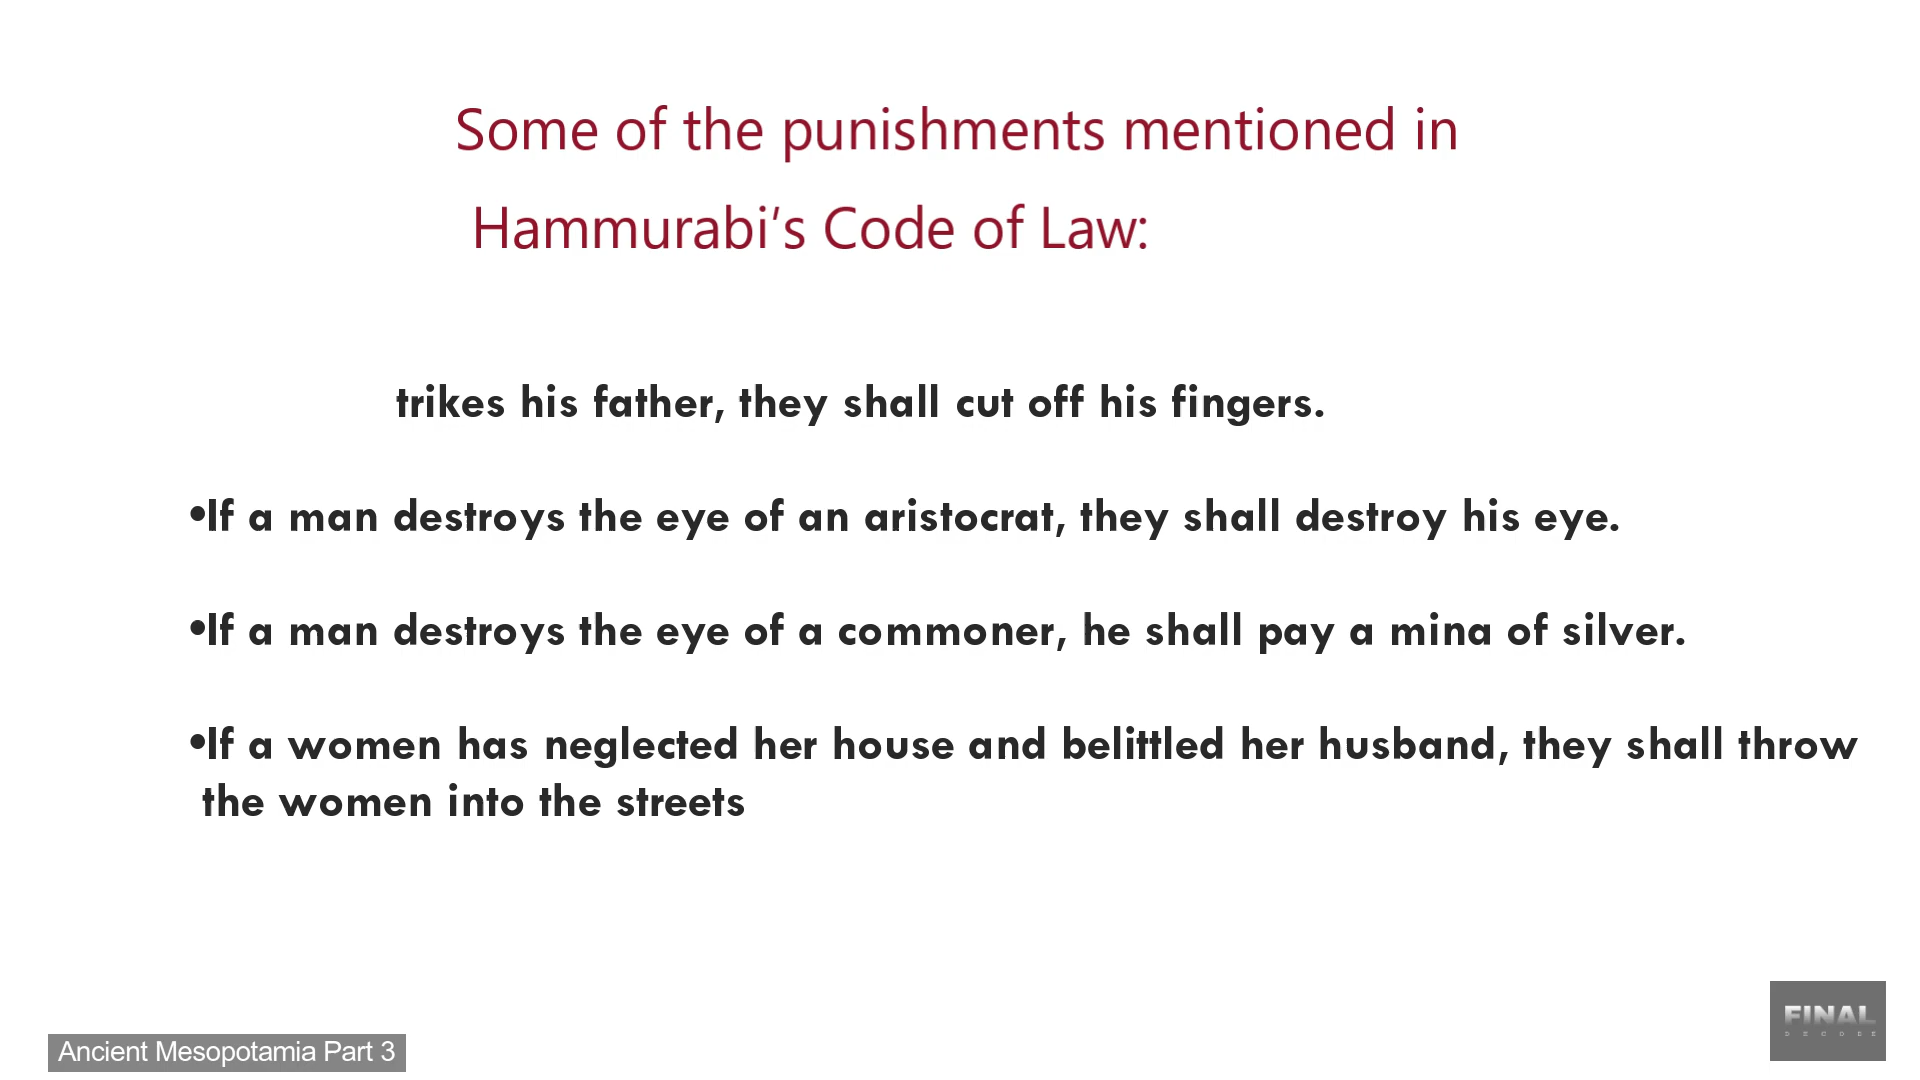 Some of the punishments mentioned in
Hammurabi's Code of Law:
trikes his father, they shall cut off his fingers.
•If a man destroys the eye of an aristocrat, they shall destroy his eye.
•If a man destroys the eye of a commoner, he shall pay a mina of silver.
•If a women has neglected her house and belittled her husband, they shall throw
the women into the streets
FINAL
DECODE
Ancient Mesopotamia Part 3